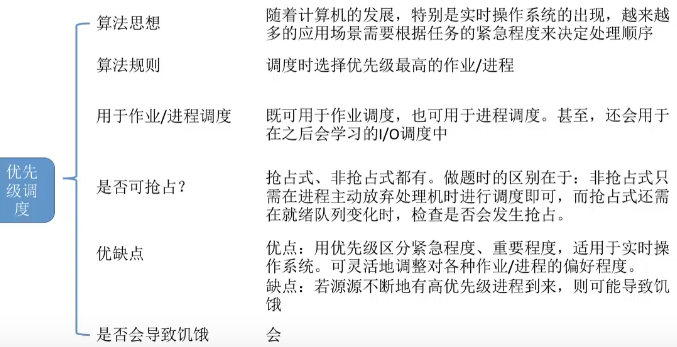 优先
级调
度
算法思想
随着计算机的发展，特别是实时操作系统的出现，越来越
多的应用场景需要根据任务的紧急程度来决定处理顺序
算法规则
调度时选择优先级最高的作业/进程
用于作业/进程调度
既可用于作业调度，也可用于进程调度。甚至，还会用于
在之后会学习的I/O调度中
是否可抢占？
抢占式、非抢占式都有。做题时的区别在于：非抢占式只
需在进程主动放弃处理机时进行调度即可，而抢占式还需
在就绪队列变化时，检查是否会发生抢占。
优缺点
优点：用优先级区分紧急程度、重要程度，适用于实时操
作系统。可灵活地调整对各种作业/进程的偏好程度。
缺点：若源源不断地有高优先级进程到来，则可能导致饥
饿
是否会导致饥饿
会